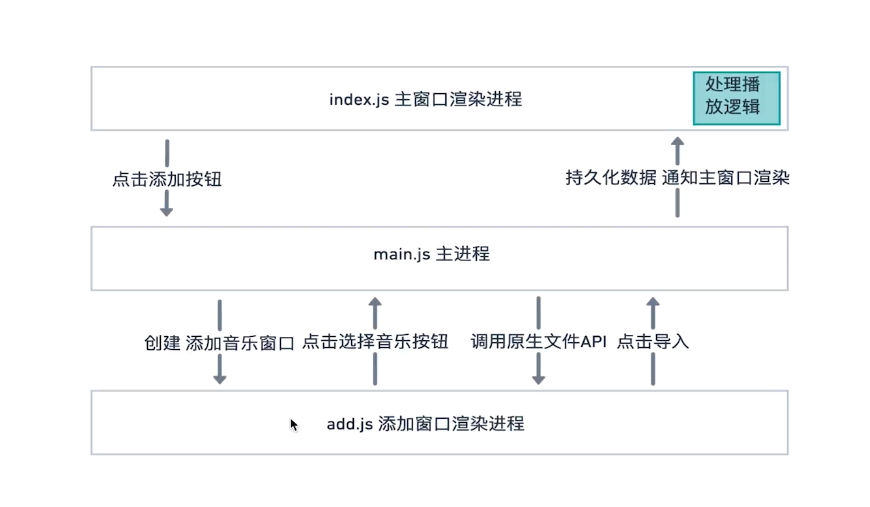 index.js 主窗口渲染进程
处理播
放逻辑
点击添加按钮
持久化数据 通知主窗口渲染
main.js 主进程
创建 添加音乐窗口
点击选择音乐按钮
调用原生文件API
点击导入
add.js 添加窗口渲染进程